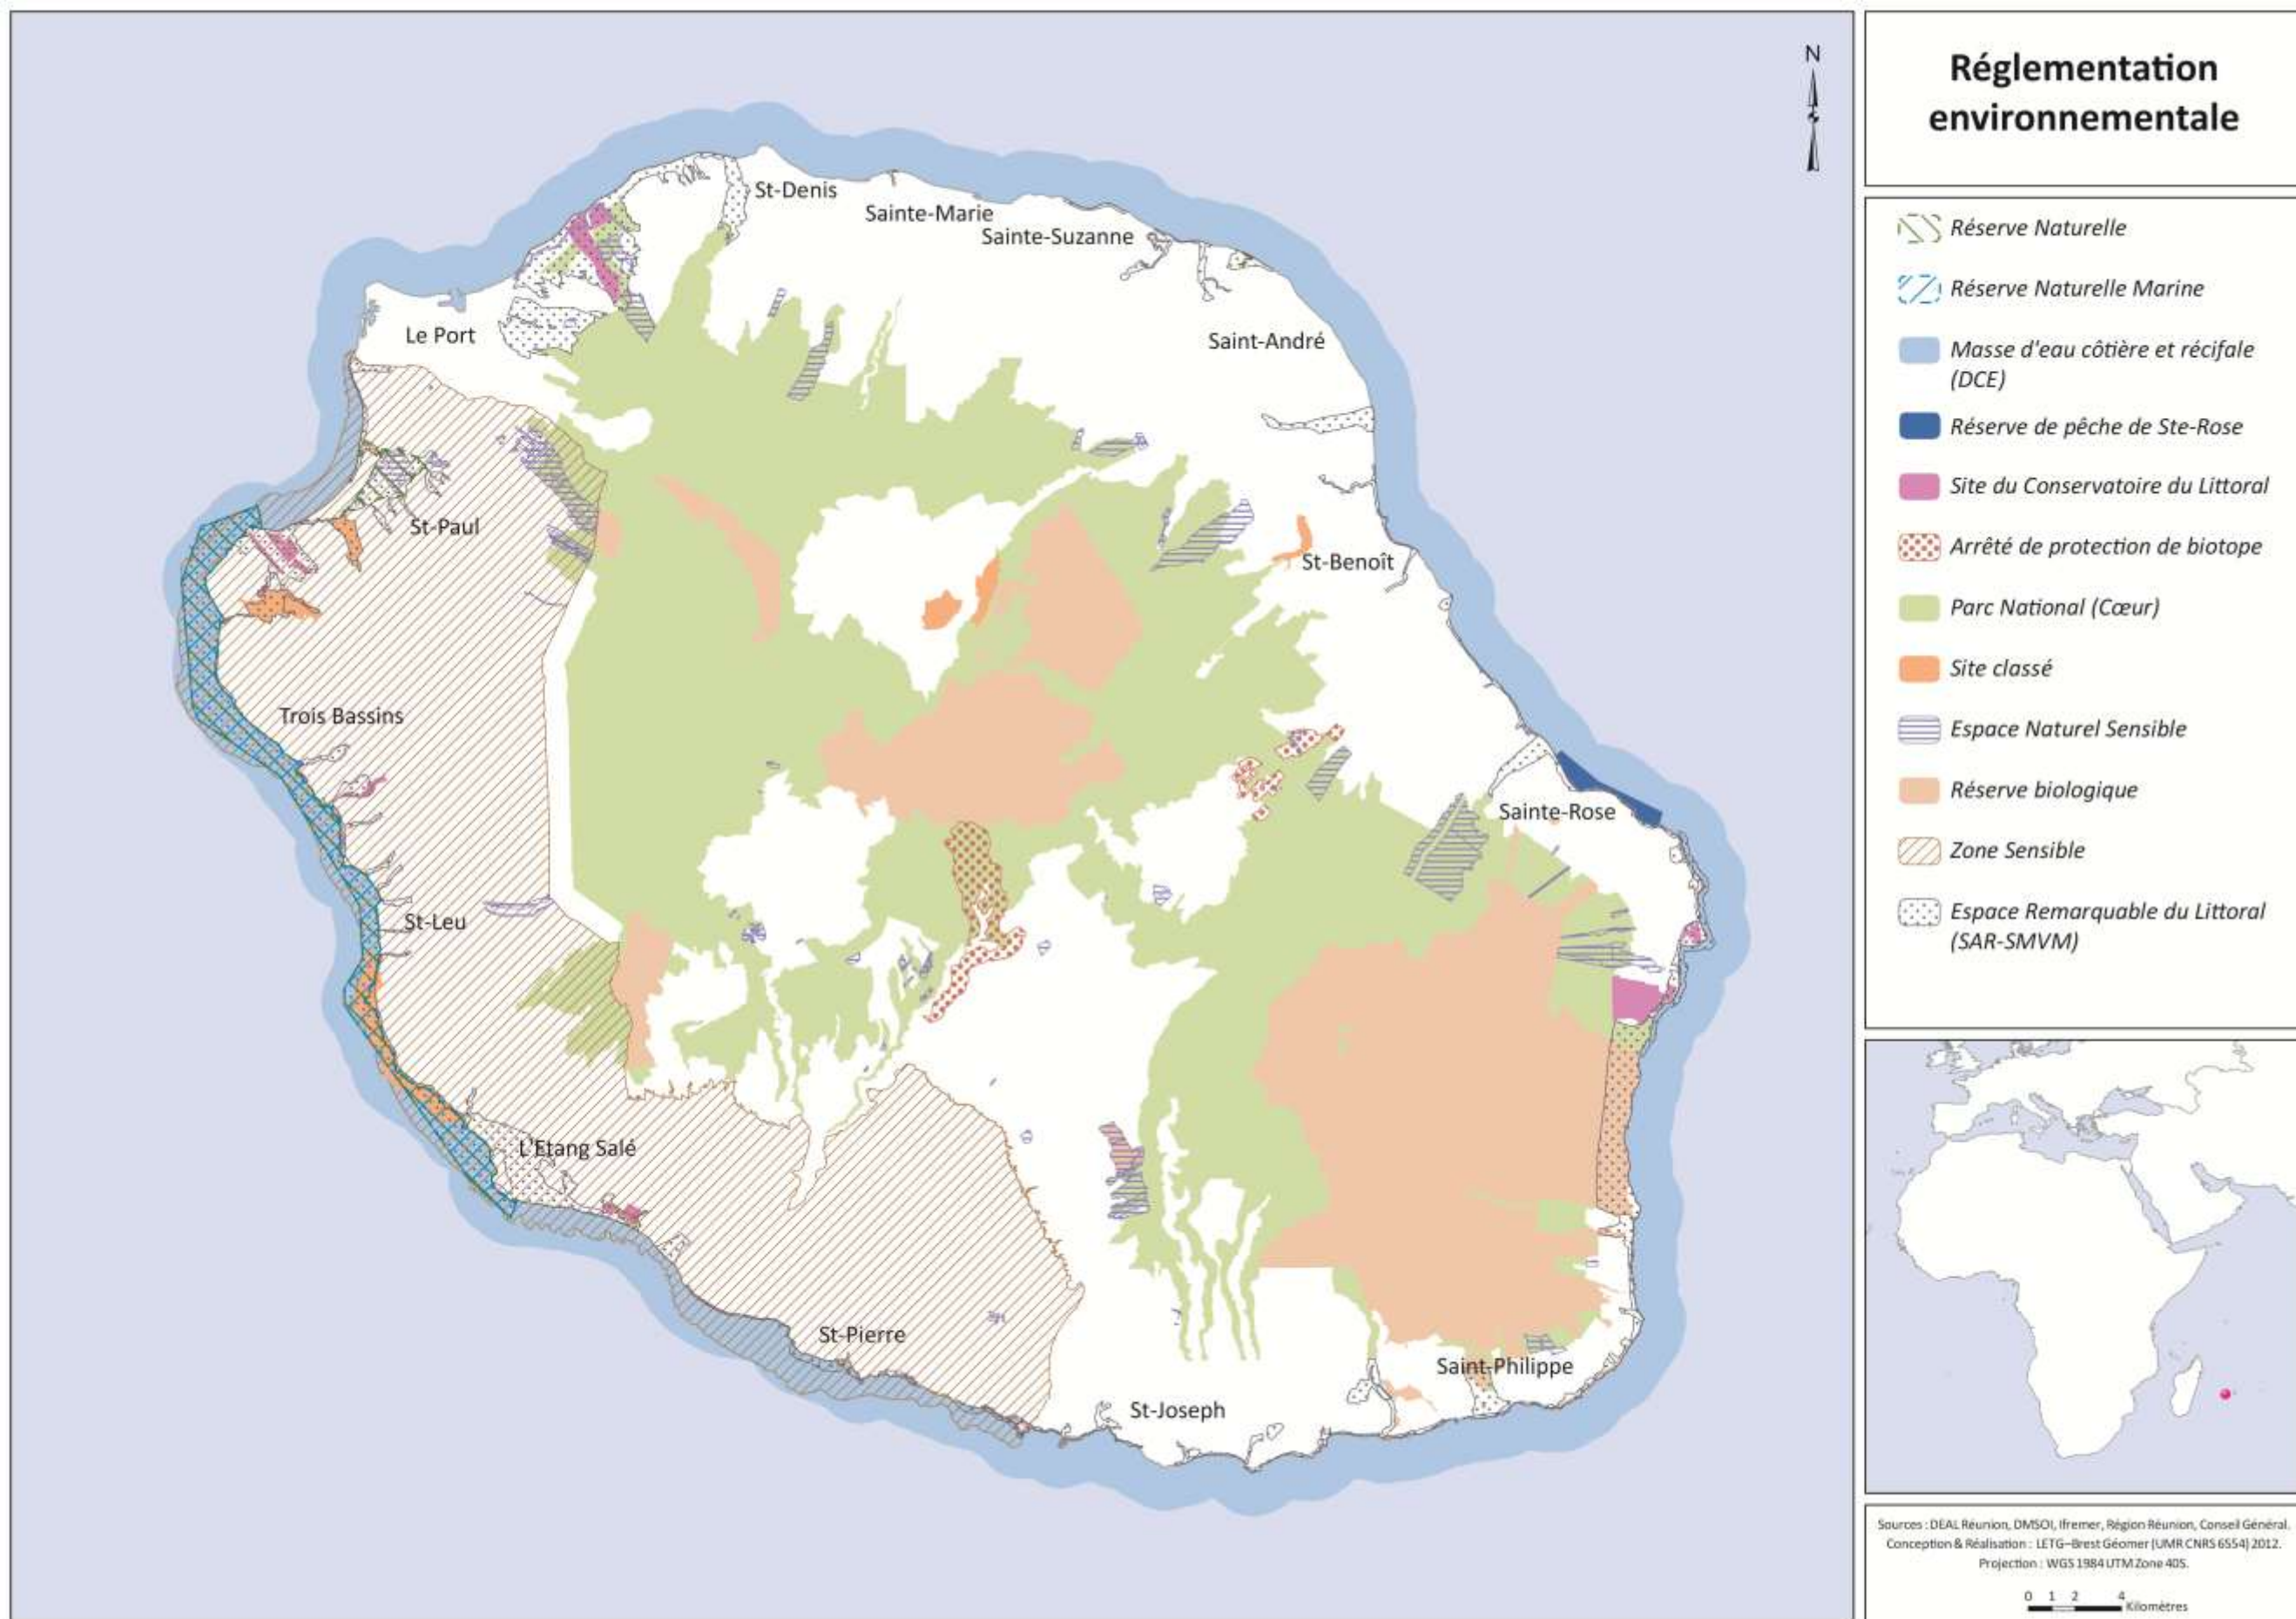 Réglementation
environnementale
N
St-Denis
Sainte-Marie
Sainte-Suzanne
Le Port
Saint-André
St-Paul
St-Benoît
Trois Bassins
Sainte-Rose
St-Leu
L'Etang Salé
St-Pierre
Saint-Philippe
St-Joseph
Réserve Naturelle
Réserve Naturelle Marine
Masse d'eau côtière et récifale
(DCE)
Réserve de pêche de Ste-Rose
Site du Conservatoire du Littoral
Arrêté de protection de biotope
Parc National (Cœur)
Site classé
Espace Naturel Sensible
Réserve biologique
Zone Sensible
Espace Remarquable du Littoral
(SAR-SMVM)
Sources : DEAL Réunion, DMSOI, Ifremer, Région Réunion, Conseil Général.
Conception & Réalisation : LETG–Brest Géomer (UMR CNRS 6554) 2012.
Projection : WGS 1984 UTM Zone 40S.
0 1 2 4
Kilomètres